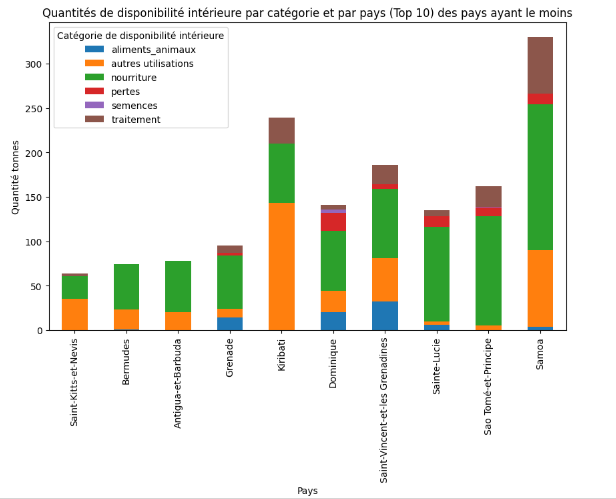 Quantités de disponibilité intérieure par catégorie et par pays (Top 10) des pays ayant le moins
Catégorie de disponibilité intérieure
aliments_animaux
autres utilisations
nourriture
pertes
semences
traitement
Quantité tonnes
300
250
200
150
100
50
0
Saint-Kitts-et-Nevis
Bermudes
Antigua-et-Barbuda
Grenade
Kiribati
Dominique
Saint-Vincent-et-les Grenadines
Sainte-Lucie
Sao Tomé-et-Principe
Samoa
Pays